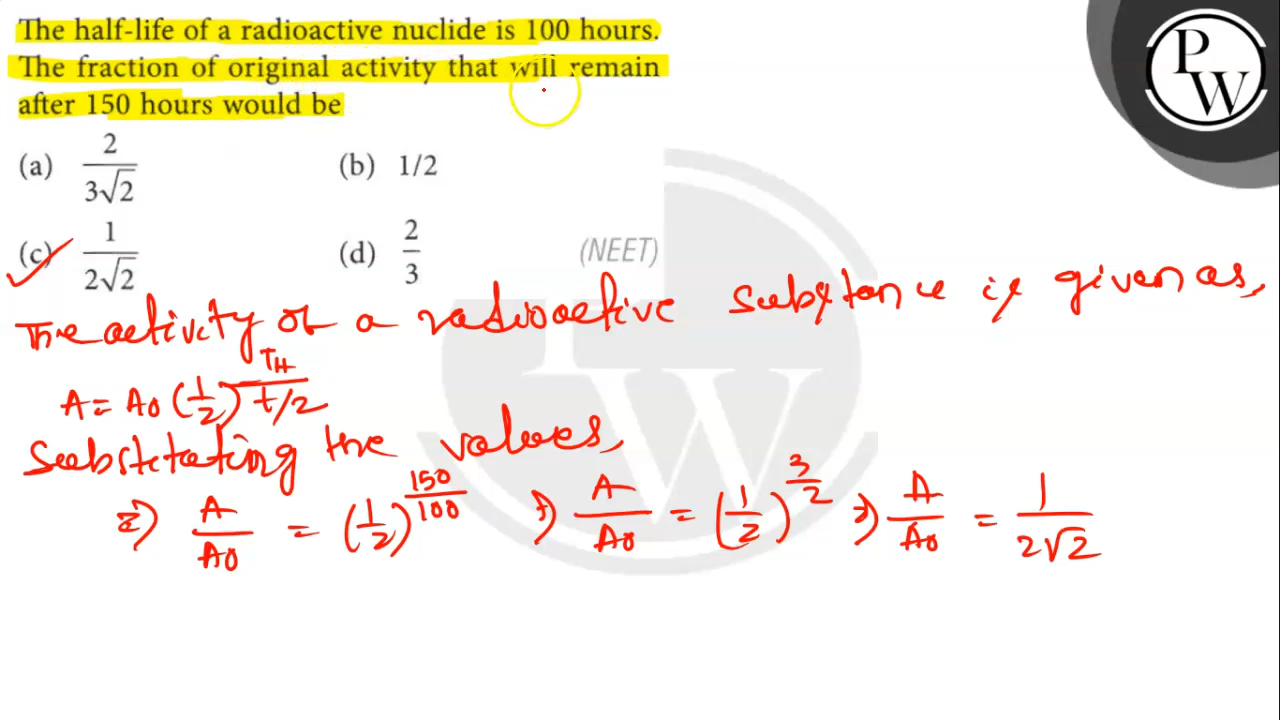 The half-life of a radioactive nuclide is 100 hours.
The fraction of original activity that will remain
after 150 hours would be
(a) 2/3√2 (b) 1/2
(c) 1/2√2 (d) 2/3 (NEET)
P
W
The activity of a radioactive substance is given as,
A = A0 (1/2)^TH/t/2
Substituting the values,
⇒ A/A0 = (1/2)^150/100 ⇒ A/A0 = (1/2)^3/2 ⇒ A/A0 = 1/2√2